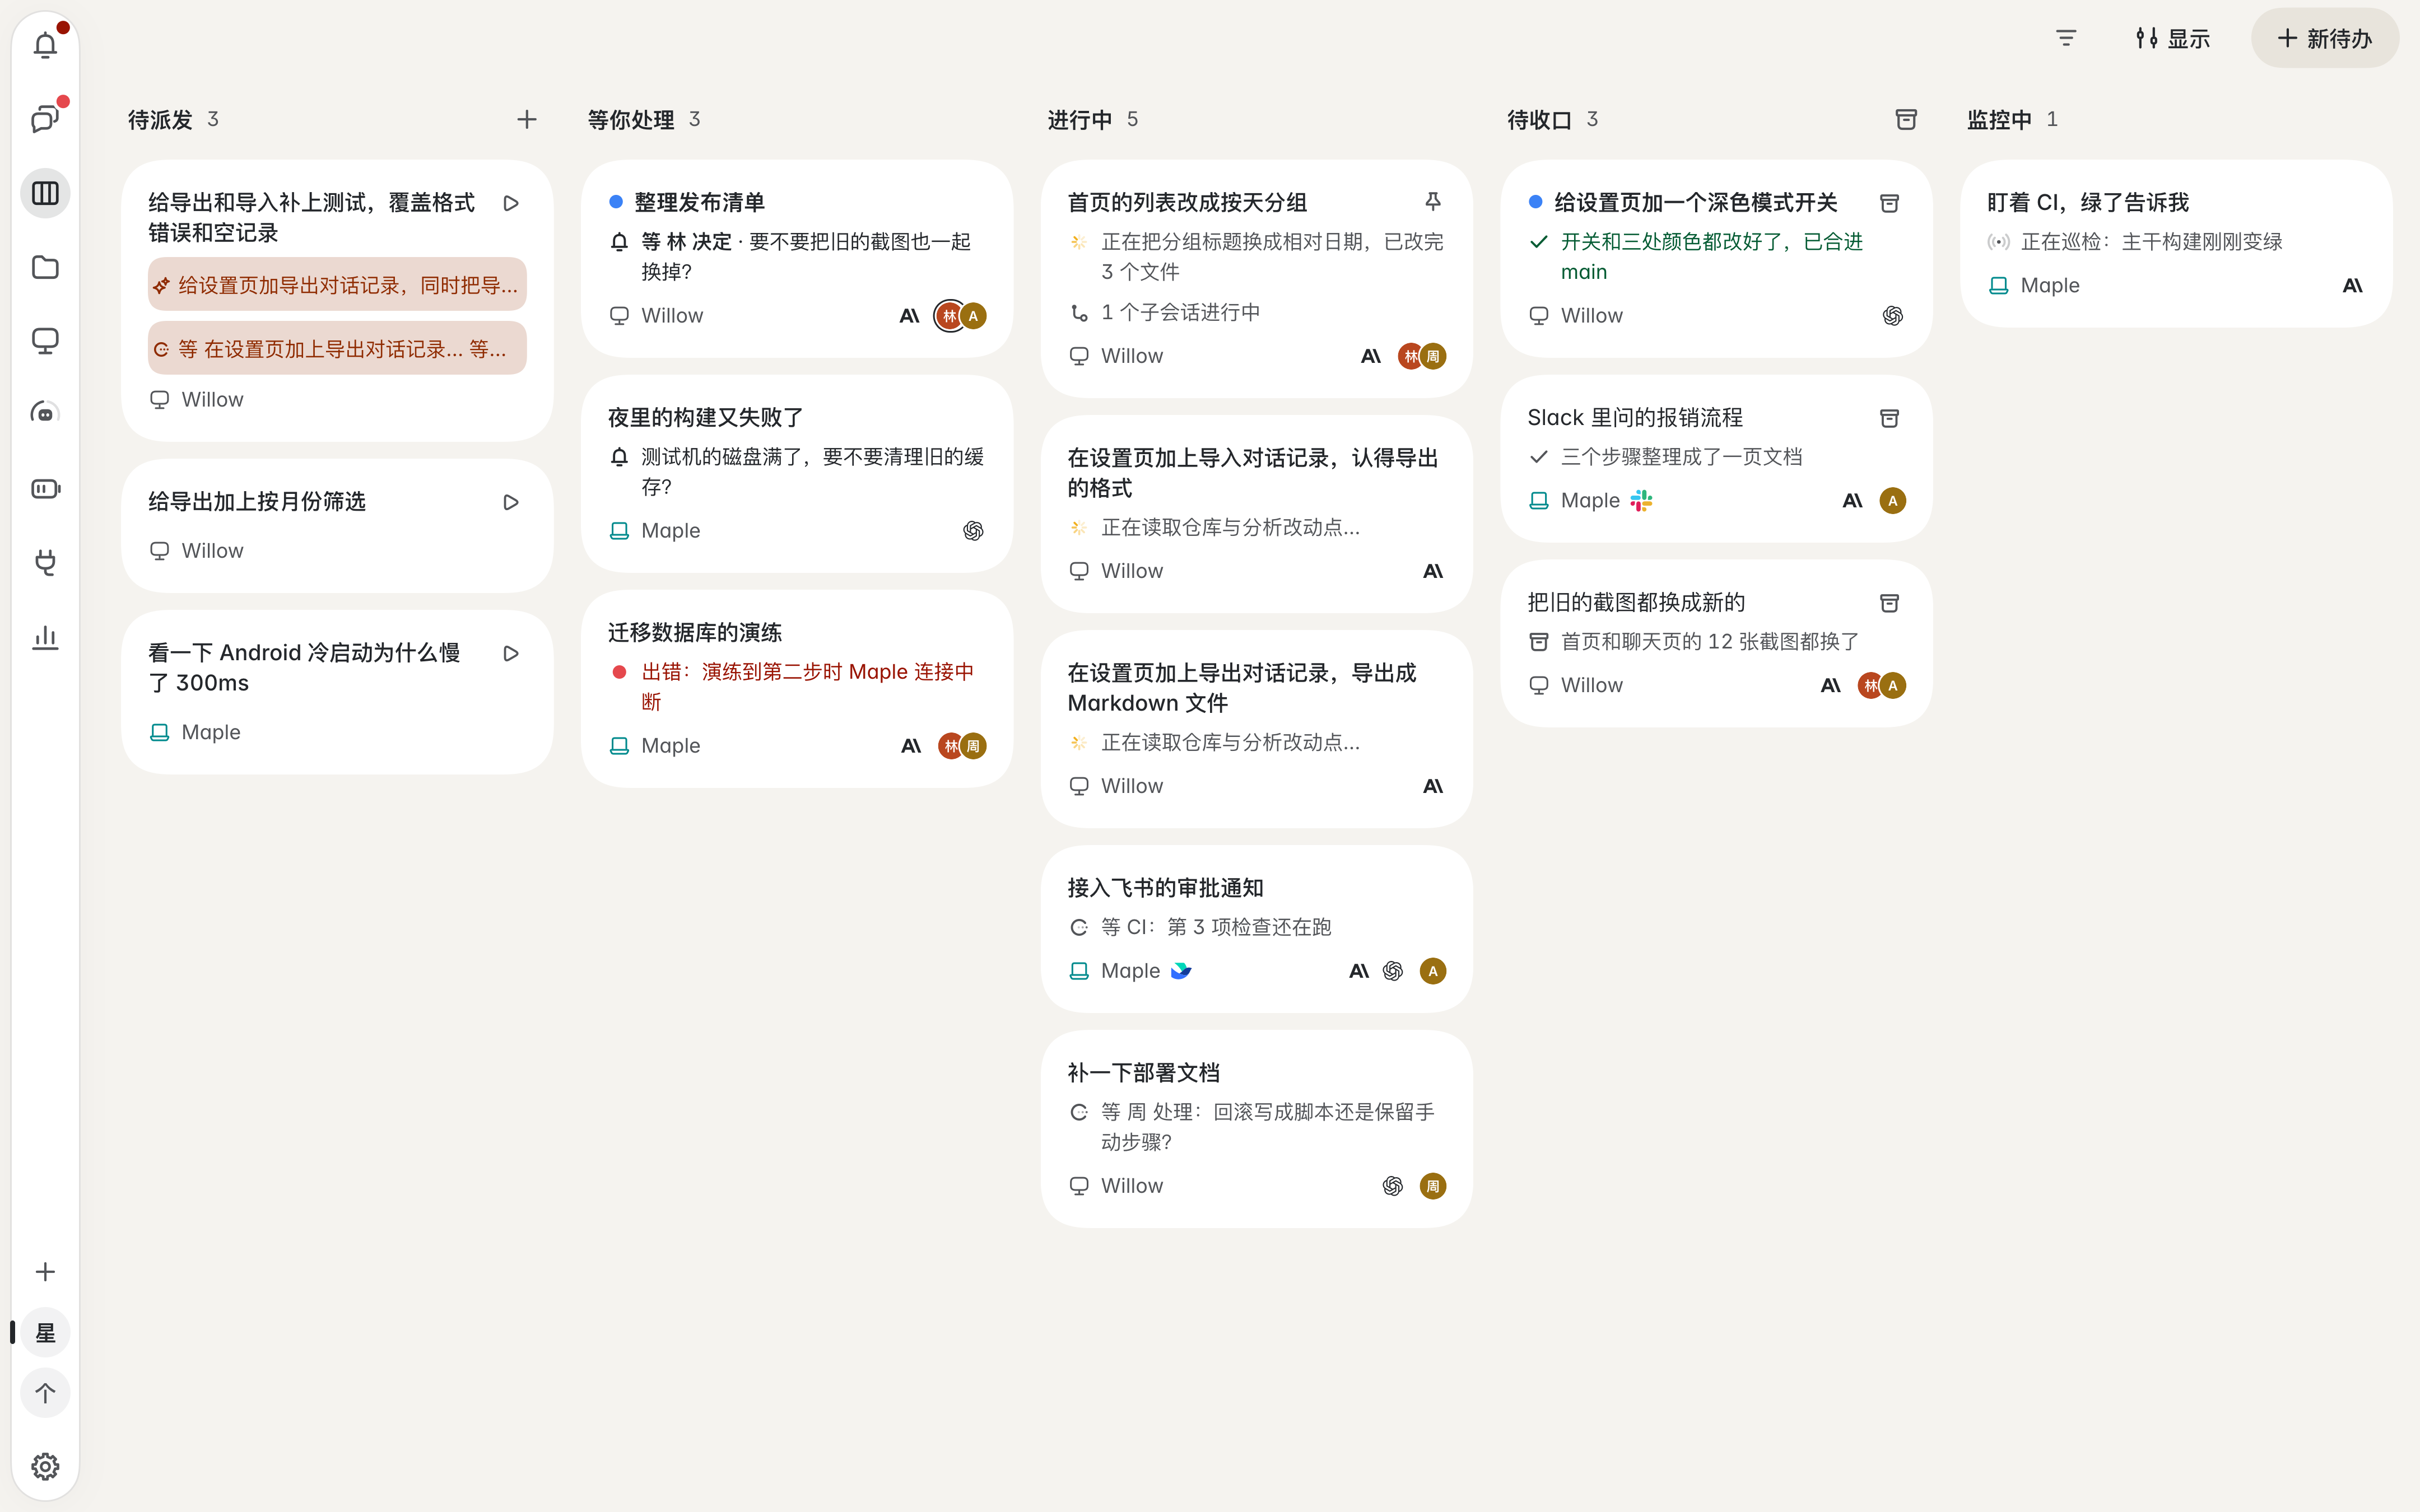 显示
新待办
待派发 3
给导出和导入补上测试，覆盖格式
错误和空记录
给设置页加导出对话记录，同时把导...
等 在设置页加上导出对话记录... 等...
Willow
给导出加上按月份筛选
Willow
看一下 Android 冷启动为什么慢
了 300ms
Maple
等你处理 3
整理发布清单
等 林 决定 · 要不要把旧的截图也一起
换掉？
Willow
林
A
夜里的构建又失败了
测试机的磁盘满了，要不要清理旧的缓
存？
Maple
迁移数据库的演练
出错：演练到第二步时 Maple 连接中
断
Maple
林
周
进行中 5
首页的列表改成按天分组
正在把分组标题换成相对日期，已改完
3 个文件
1 个子会话进行中
Willow
林
周
在设置页加上导入对话记录，认得导出
的格式
正在读取仓库与分析改动点...
Willow
在设置页加上导出对话记录，导出成
Markdown 文件
正在读取仓库与分析改动点...
Willow
接入飞书的审批通知
等 CI：第 3 项检查还在跑
Maple
A
补一下部署文档
等 周 处理：回滚写成脚本还是保留手
动步骤？
Willow
周
待收口 3
给设置页加一个深色模式开关
开关和三处颜色都改好了，已合进
main
Willow
Slack 里问的报销流程
三个步骤整理成了一页文档
Maple
A
把旧的截图都换成新的
首页和聊天页的 12 张截图都换了
Willow
林
A
监控中 1
盯着 CI，绿了告诉我
正在巡检：主干构建刚刚变绿
Maple
星
个